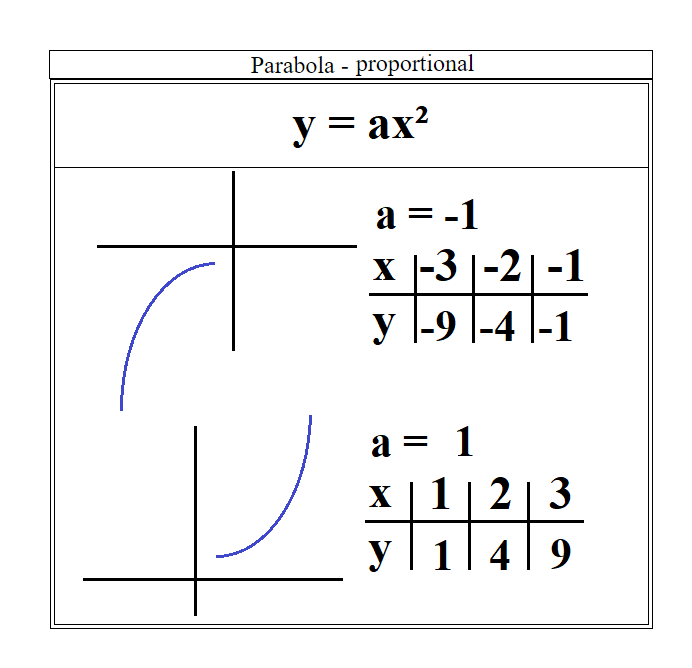 Parabola - proportional
y = ax²
a = -1
x -3 -2 -1
y -9 -4 -1
a = 1
x 1 2 3
y 1 4 9